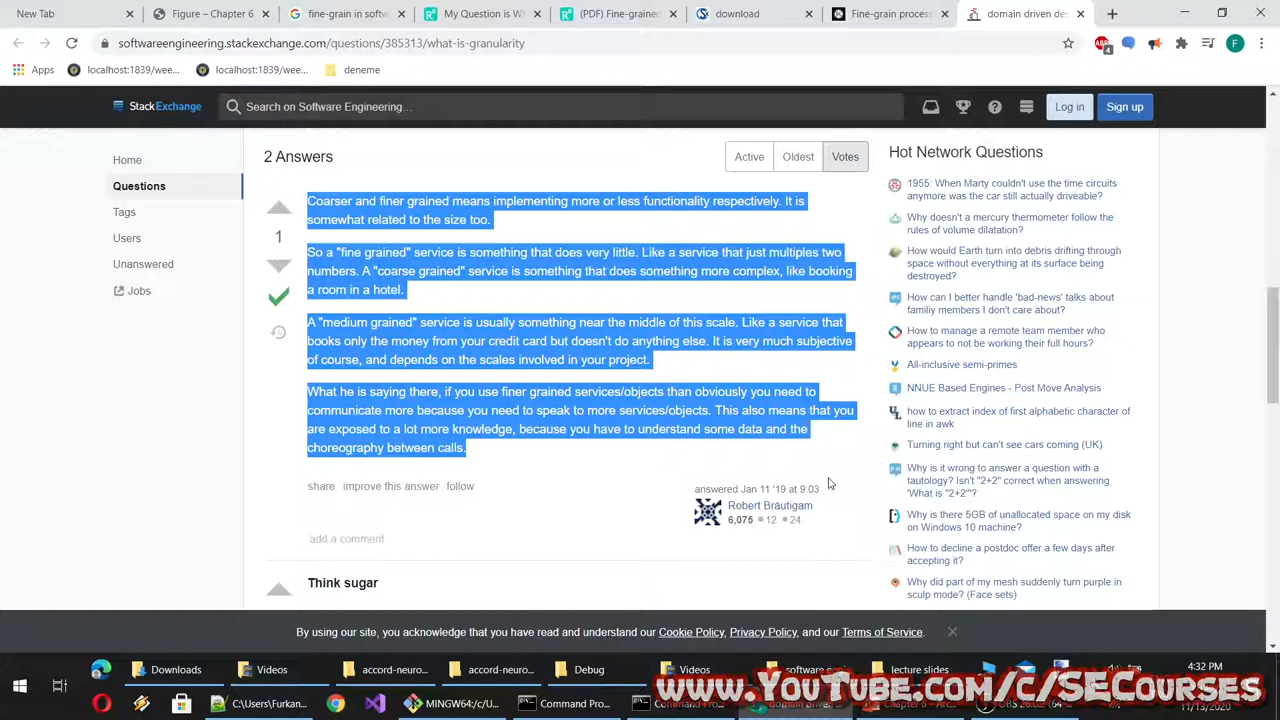 New Tab
Figure – Chapter 6
fine-grain in softw
My Question is Wh
(PDF) Fine-grained
download
Fine-grain process
domain driven des
softwareengineering.stackexchange.com/questions/385313/what-is-granularity
4
F
Apps
localhost:1839/wee...
localhost:1839/wee...
deneme
StackExchange
Search on Software Engineering...
Log in
Sign up
Home
Questions
Tags
Users
Unanswered
Jobs
2 Answers
Active
Oldest
Votes
1
Coarser and finer grained means implementing more or less functionality respectively. It is
somewhat related to the size too.
So a "fine grained" service is something that does very little. Like a service that just multiples two
numbers. A "coarse grained" service is something that does something more complex, like booking
a room in a hotel.
A "medium grained" service is usually something near the middle of this scale. Like a service that
books only the money from your credit card but doesn't do anything else. It is very much subjective
of course, and depends on the scales involved in your project.
What he is saying there, if you use finer grained services/objects than obviously you need to
communicate more because you need to speak to more services/objects. This also means that you
are exposed to a lot more knowledge, because you have to understand some data and the
choreography between calls.
share
improve this answer
follow
answered Jan 11 '19 at 9:03
Robert Bräutigam
6,075
12
24
add a comment
Think sugar
Hot Network Questions
1955: When Marty couldn't use the time circuits
anymore was the car still actually driveable?
Why doesn't a mercury thermometer follow the
rules of volume dilatation?
How would Earth turn into debris drifting through
space without everything at its surface being
destroyed?
How can I better handle 'bad-news' talks about
familiy members I don't care about?
How to manage a remote team member who
appears to not be working their full hours?
All-inclusive semi-primes
NNUE Based Engines - Post Move Analysis
how to extract index of first alphabetic character of
line in awk
Turning right but can't see cars coming (UK)
Why is it wrong to answer a question with a
tautology? Isn't "2+2" correct when answering
'What is "2+2"'?
Why is there 5GB of unallocated space on my disk
on Windows 10 machine?
How to decline a postdoc offer a few days after
accepting it?
Why did part of my mesh suddenly turn purple in
sculp mode? (Face sets)
By using our site, you acknowledge that you have read and understand our Cookie Policy, Privacy Policy, and our Terms of Service.
Downloads
Videos
accord-neuro...
accord-neuro...
Debug
Videos
software en
lecture slides
4:32 PM
C:\Users\Furkan...
MINGW64:/c/U...
Command Pro...
Command Pro
domain drive
Chapter 6
11/13/2020
www.YouTube.com/c/SECourses